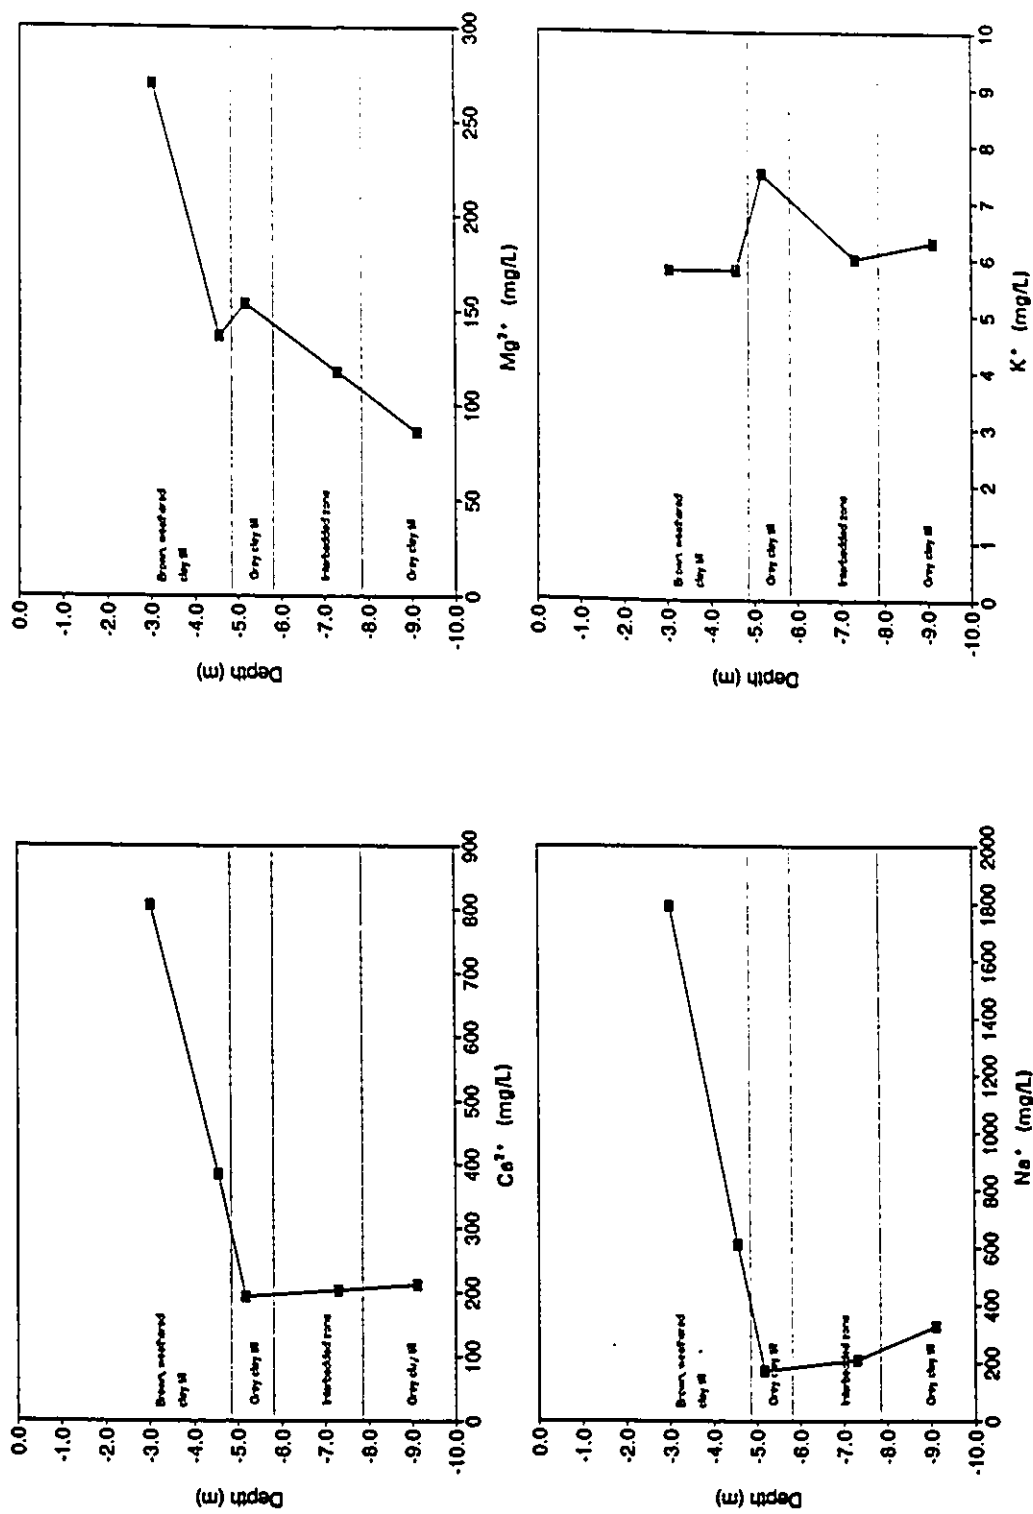 0.0
-1.0
-2.0
-3.0
-4.0
-5.0
-6.0
-7.0
-8.0
-9.0
-10.0
Depth (m)
Brown, weathered
clay till
Grey clay till
Interbedded zone
Grey clay till
0 100 200 300 400 500 600 700 800 900
Ca²⁺ (mg/L)
0.0
-1.0
-2.0
-3.0
-4.0
-5.0
-6.0
-7.0
-8.0
-9.0
-10.0
Depth (m)
Brown, weathered
clay till
Grey clay till
Interbedded zone
Grey clay till
0 50 100 150 200 250 300
Mg²⁺ (mg/L)
0.0
-1.0
-2.0
-3.0
-4.0
-5.0
-6.0
-7.0
-8.0
-9.0
-10.0
Depth (m)
Brown, weathered
clay till
Grey clay till
Interbedded zone
Grey clay till
0 200 400 600 800 1000 1200 1400 1600 1800 2000
Na⁺ (mg/L)
0.0
-1.0
-2.0
-3.0
-4.0
-5.0
-6.0
-7.0
-8.0
-9.0
-10.0
Depth (m)
Brown, weathered
clay till
Grey clay till
Interbedded zone
Grey clay till
0 1 2 3 4 5 6 7 8 9 10
K⁺ (mg/L)